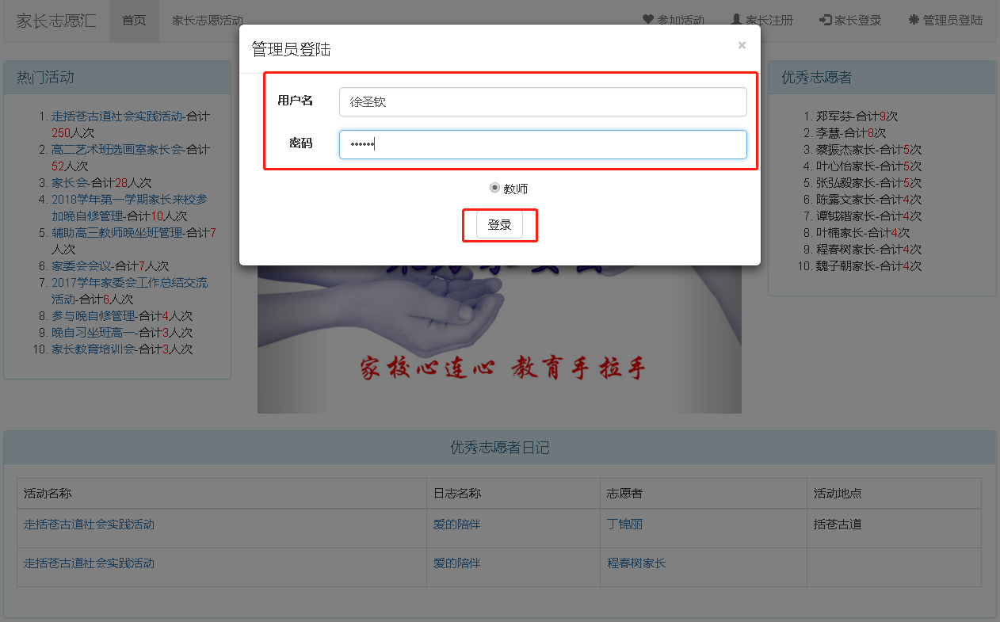 家长志愿汇 首页 家长志愿活动 参加活动 家长注册 家长登录 管理员登陆
管理员登陆 ×
用户名 徐圣钦
密码 ••••••
教师
登录
热门活动
1. 走括苍古道社会实践活动-合计
250人次
2. 高二艺术班选画室家长会-合计
52人次
3. 家长会-合计28人次
4. 2018学年第一学期家长来校参
加晚自修管理-合计10人次
5. 辅助高三教师晚坐班管理-合计7
人次
6. 家委会会议-合计7人次
7. 2017学年家委会工作总结交流
活动-合计6人次
8. 参与晚自修管理-合计4人次
9. 晚自习坐班高一-合计3人次
10. 家长教育培训会-合计3人次
家校心连心 教育手拉手
优秀志愿者
1. 郑军芬-合计9次
2. 李慧-合计8次
3. 蔡振杰家长-合计5次
4. 叶心怡家长-合计5次
5. 张弘毅家长-合计5次
6. 陈露文家长-合计4次
7. 谭钺锴家长-合计4次
8. 叶楠家长-合计4次
9. 程春树家长-合计4次
10. 魏子朝家长-合计4次
优秀志愿者日记
活动名称 日志名称 志愿者 活动地点
走括苍古道社会实践活动 爱的陪伴 丁锦丽 括苍古道
走括苍古道社会实践活动 爱的陪伴 程春树家长